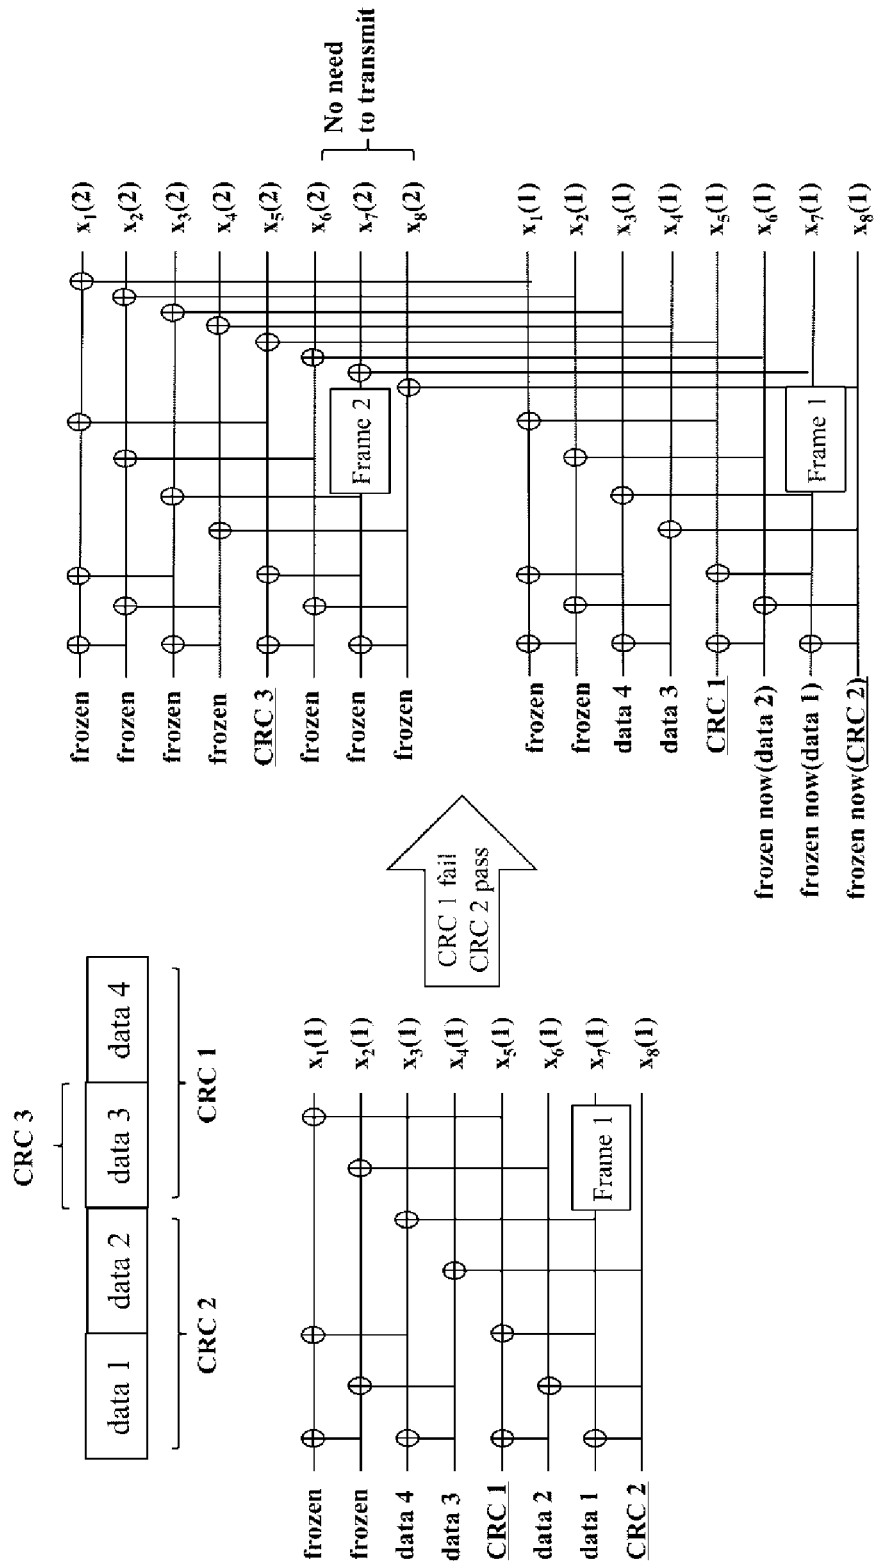 CRC 3
data 1
data 2
data 3
data 4
CRC 2
CRC 1
frozen
frozen
data 4
data 3
CRC 1
data 2
data 1
CRC 2
Frame 1
x₁(1)
x₂(1)
x₃(1)
x₄(1)
x₅(1)
x₆(1)
x₇(1)
x₈(1)
CRC 1 fail
CRC 2 pass
frozen
frozen
frozen
frozen
CRC 3
frozen
frozen
frozen
Frame 2
x₁(2)
x₂(2)
x₃(2)
x₄(2)
x₅(2)
x₆(2)
x₇(2)
x₈(2)
No need
to transmit
frozen
frozen
data 4
data 3
CRC 1
frozen now(data 2)
frozen now(data 1)
frozen now(CRC 2)
Frame 1
x₁(1)
x₂(1)
x₃(1)
x₄(1)
x₅(1)
x₆(1)
x₇(1)
x₈(1)